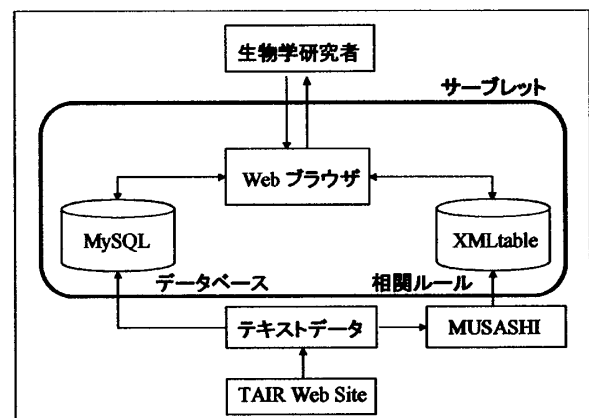 生物学研究者
サーブレット
Web ブラウザ
MySQL
XMLtable
データベース
相関ルール
テキストデータ
MUSASHI
TAIR Web Site